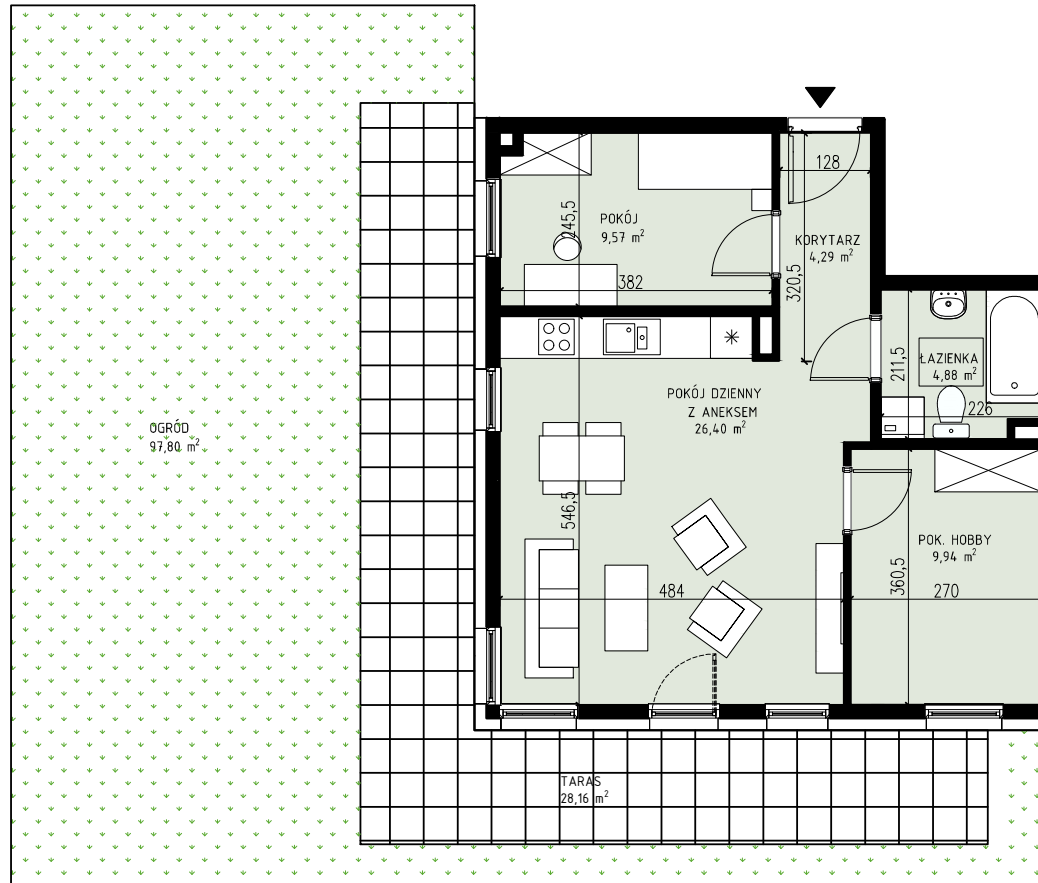 128
POKÓJ
9,57 m²
245,5
382
KORYTARZ
4,29 m²
320,5
ŁAZIENKA
4,88 m²
211,5
226
POKÓJ DZIENNY
Z ANEKSEM
26,40 m²
OGRÓD
97,80 m²
546,5
484
POK. HOBBY
9,94 m²
360,5
270
TARAS
28,16 m²